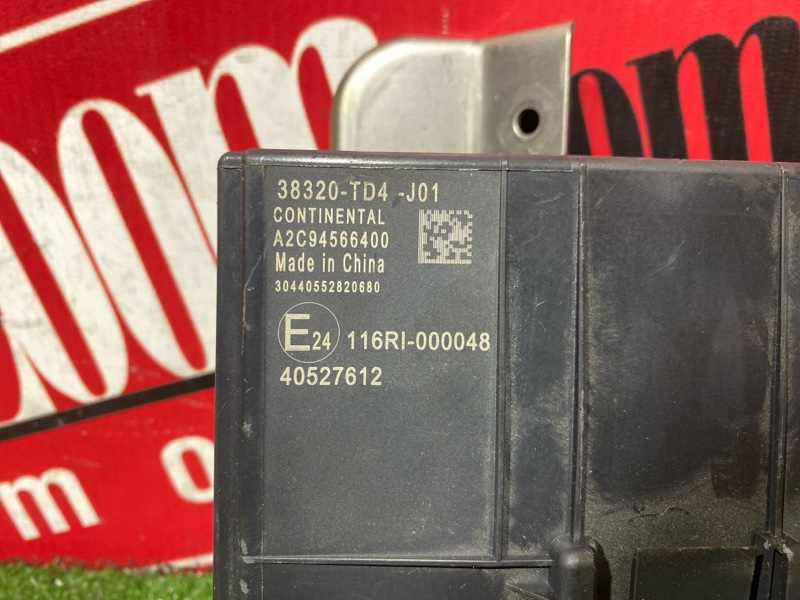 38320-TD4 -J01
CONTINENTAL
A2C94566400
Made in China
30440552820680
E24 116RI-000048
40527612